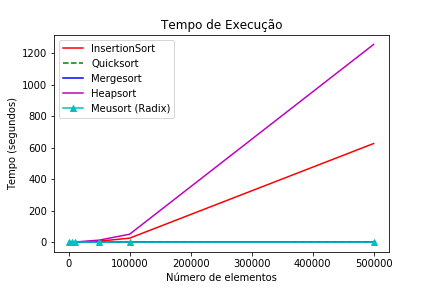 Tempo de Execução
InsertionSort
Quicksort
Mergesort
Heapsort
Meusort (Radix)
Tempo (segundos)
1200
1000
800
600
400
200
0
0
100000
200000
300000
400000
500000
Número de elementos